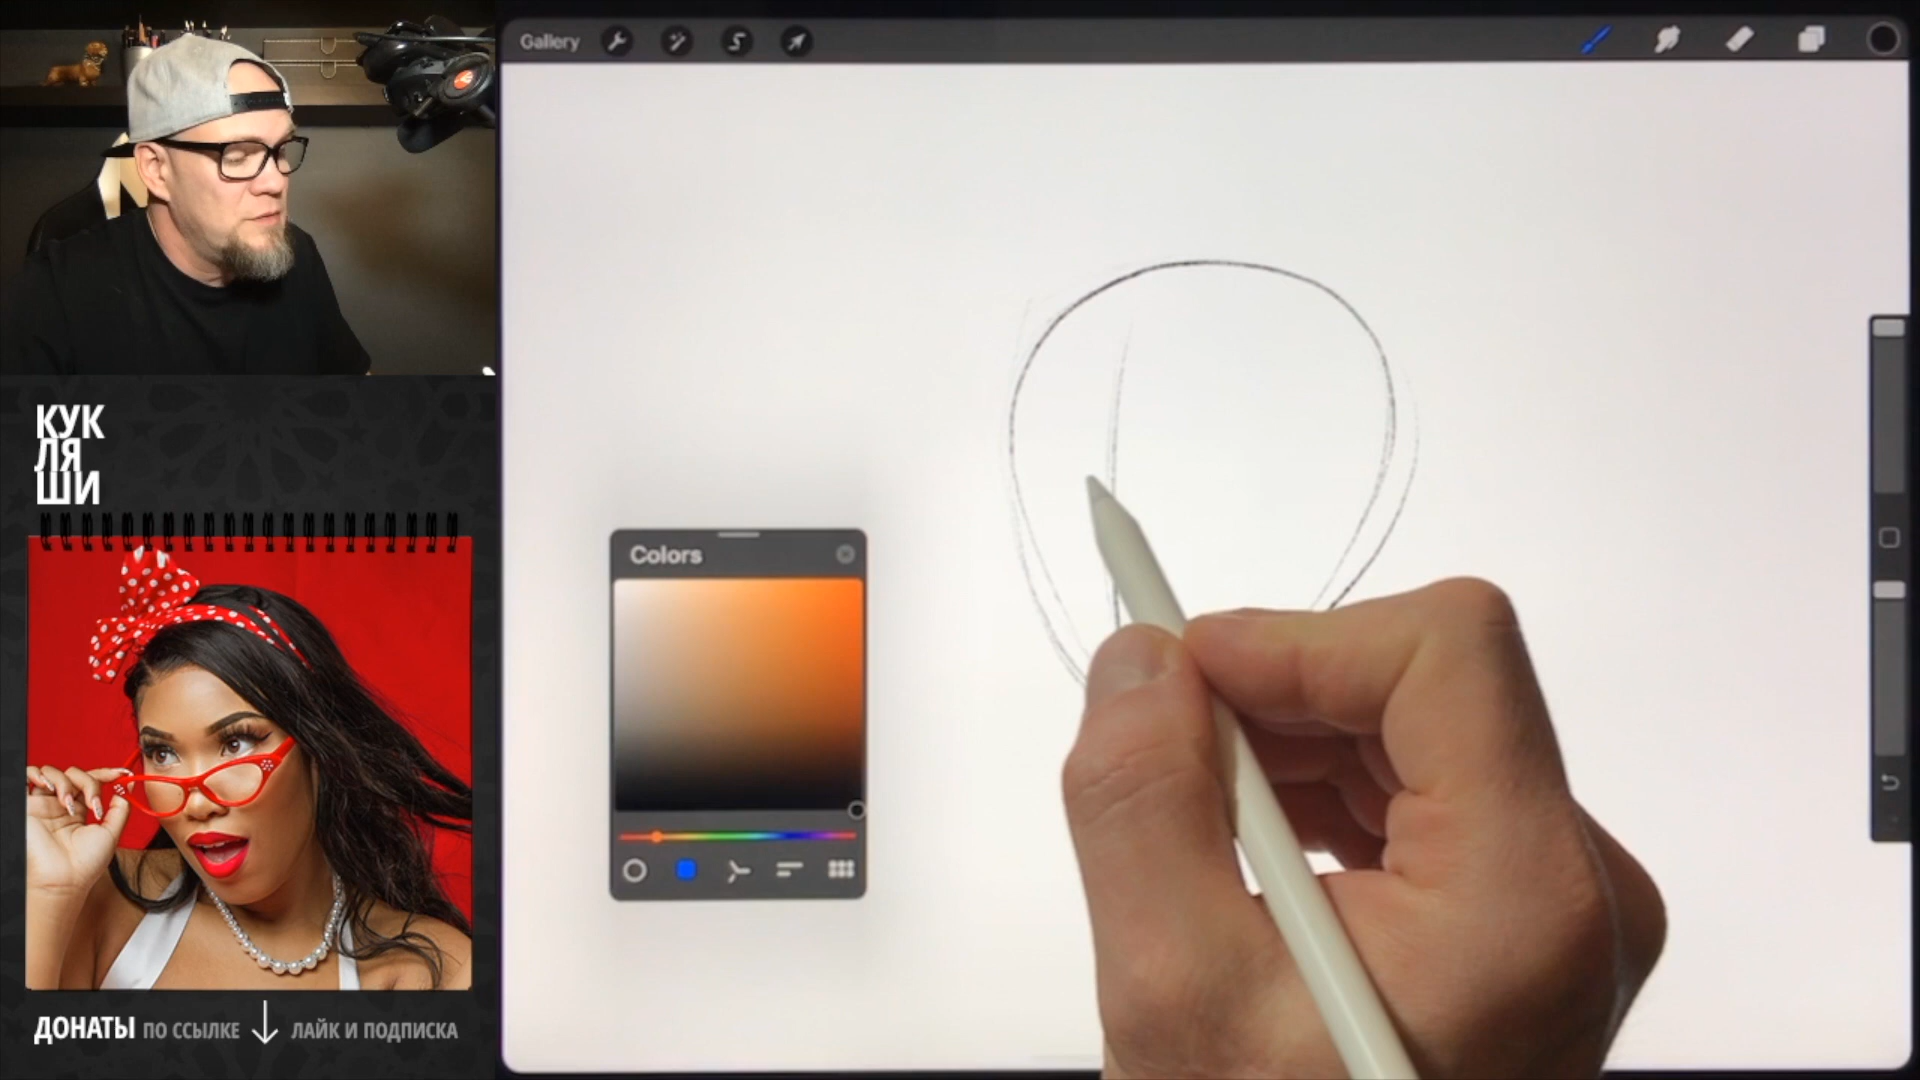 Gallery
КУК
ЛЯ
ШИ
Colors
ДОНАТЫ ПО ССЫЛКЕ ЛАЙК И ПОДПИСКА